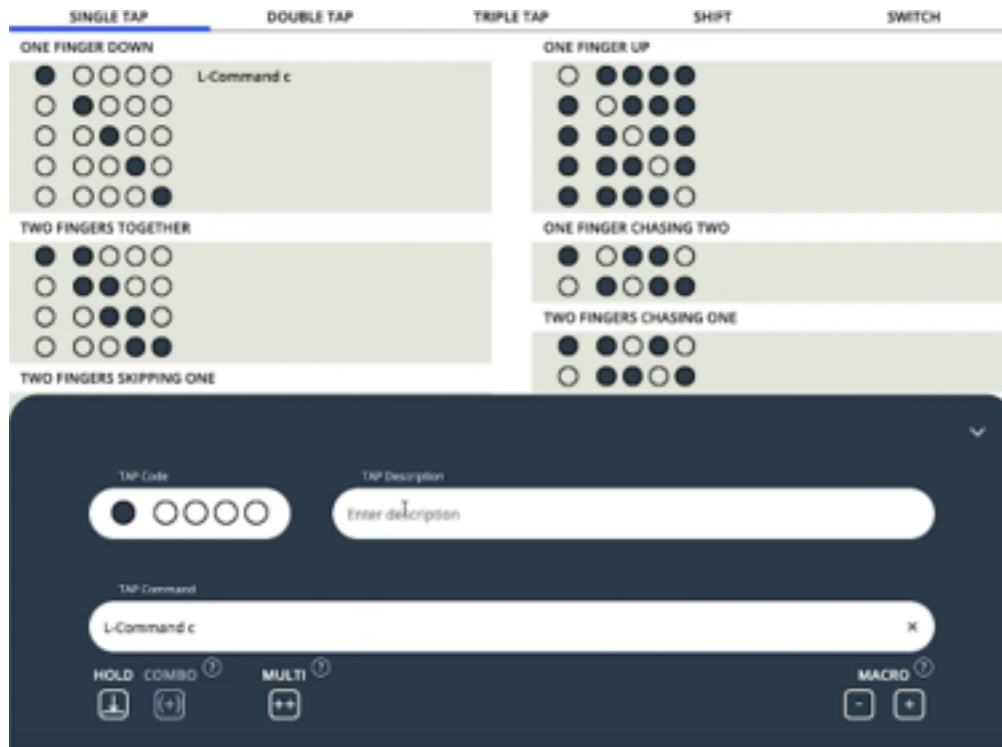 SINGLE TAP DOUBLE TAP TRIPLE TAP SHIFT SWITCH
ONE FINGER DOWN
L-Command c
TWO FINGERS TOGETHER
TWO FINGERS SKIPPING ONE
ONE FINGER UP
ONE FINGER CHASING TWO
TWO FINGERS CHASING ONE
TAP Code TAP Description
Enter description
TAP Command
L-Command c ×
HOLD COMBO ? MULTI ? MACRO ?
(+) ++ - +